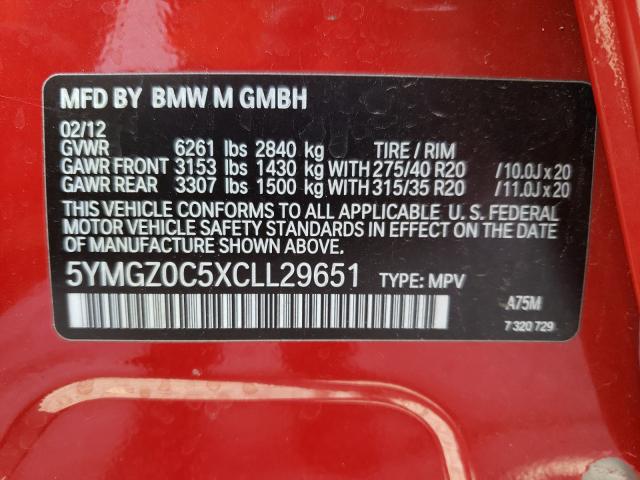 MFD BY BMW M GMBH
02/12
GVWR 6261 lbs 2840 kg TIRE / RIM
GAWR FRONT 3153 lbs 1430 kg WITH 275/40 R20 /10.0J x 20
GAWR REAR 3307 lbs 1500 kg WITH 315/35 R20 /11.0J x 20
THIS VEHICLE CONFORMS TO ALL APPLICABLE U. S. FEDERAL
MOTOR VEHICLE SAFETY STANDARDS IN EFFECT ON THE DATE
OF MANUFACTURE SHOWN ABOVE.
5YMGZ0C5XCLL29651 TYPE: MPV
A75M
7 320 729